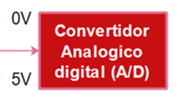 0V
Convertidor
Analogico
digital (A/D)
5V